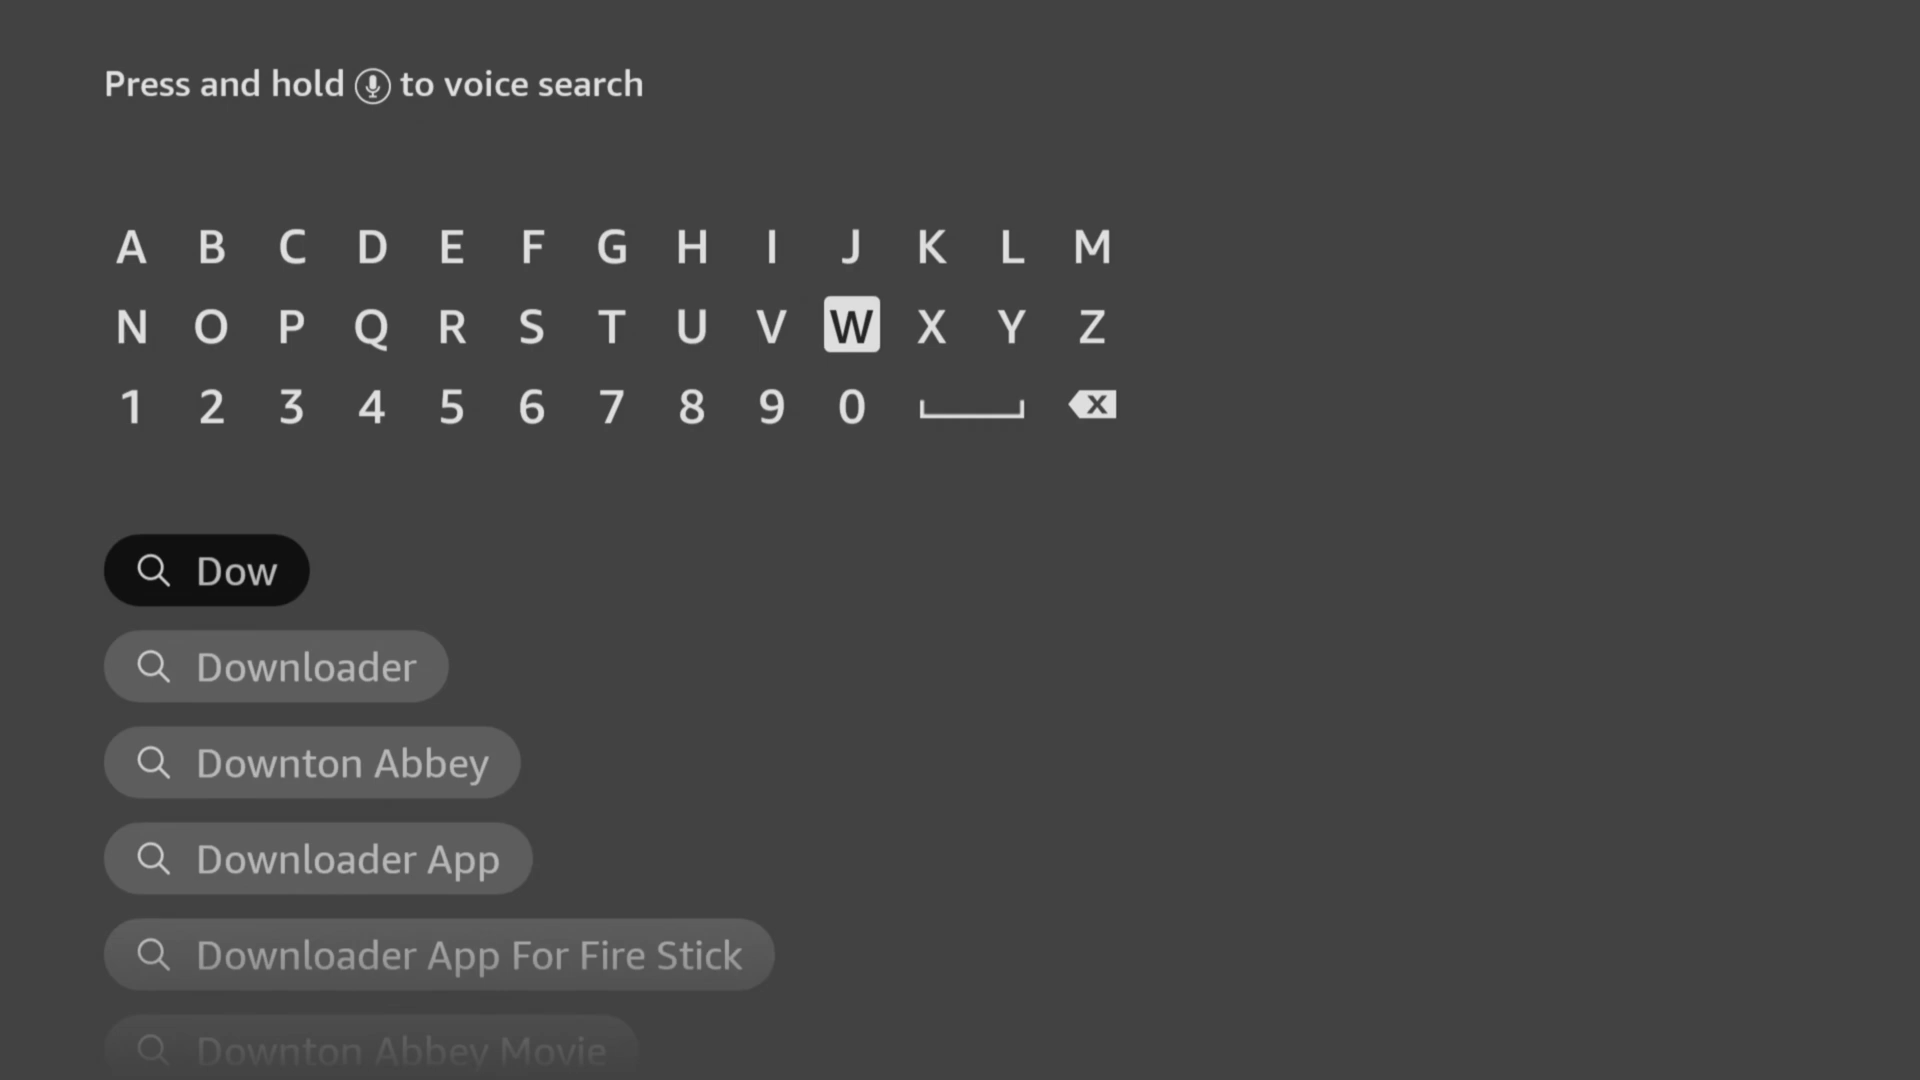 Press and hold to voice search
A B C D E F G H I J K L M
N O P Q R S T U V W X Y Z
1 2 3 4 5 6 7 8 9 0
Dow
Downloader
Downton Abbey
Downloader App
Downloader App For Fire Stick
Downton Abbey Movie